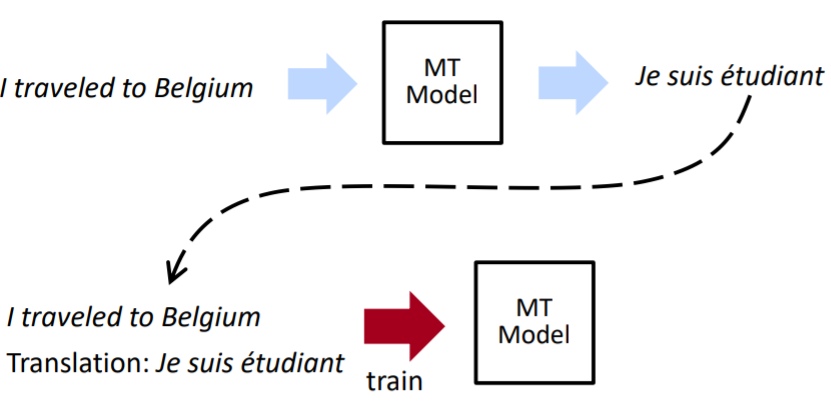 I traveled to Belgium
MT
Model
Je suis étudiant
I traveled to Belgium
Translation: Je suis étudiant
train
MT
Model